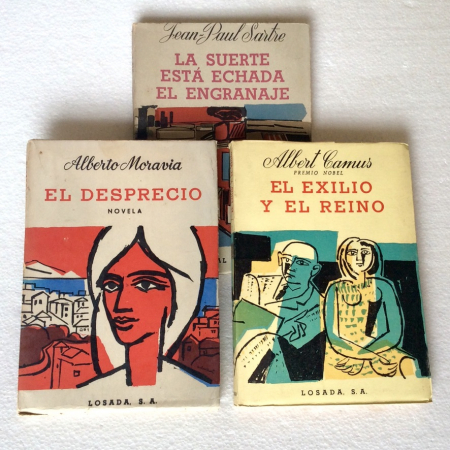 Jean-Paul Sartre
LA SUERTE
ESTÁ ECHADA
EL ENGRANAJE
Alberto Moravia
EL DESPRECIO
NOVELA
LOSADA, S. A.
Albert Camus
PREMIO NOBEL
EL EXILIO
Y EL REINO
LOSADA, S. A.